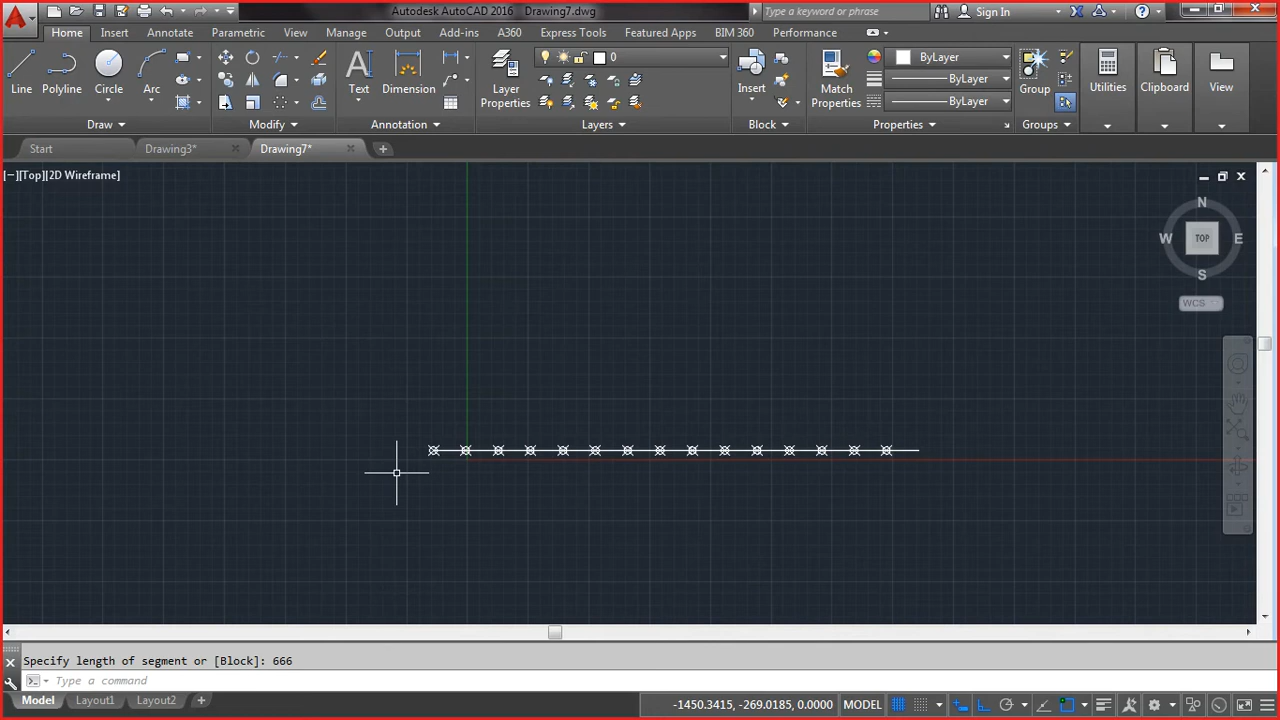 Autodesk AutoCAD 2016 Drawing7.dwg
Type a keyword or phrase
Sign In
Home Insert Annotate Parametric View Manage Output Add-ins A360 Express Tools Featured Apps BIM 360 Performance
Line Polyline Circle Arc
Text Dimension
Layer Properties
0
Insert
Match Properties
ByLayer
ByLayer
ByLayer
Group
Utilities
Clipboard
View
Draw Modify Annotation Layers Block Properties Groups
Start Drawing3* Drawing7*
[−][Top][2D Wireframe]
N
W TOP E
S
WCS
Specify length of segment or [Block]: 666
Type a command
Model Layout1 Layout2
-1450.3415, -269.0185, 0.0000 MODEL